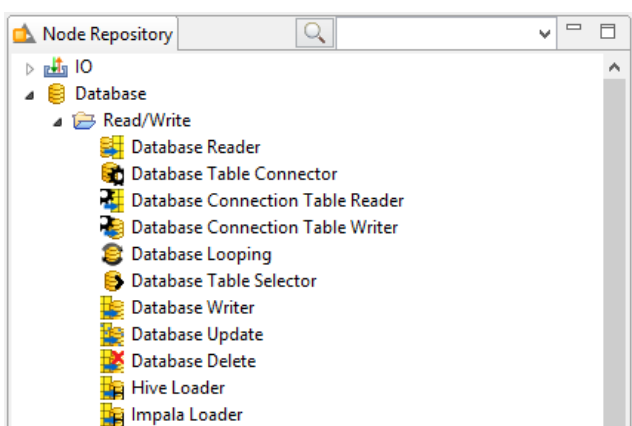 Node Repository
IO
Database
Read/Write
Database Reader
Database Table Connector
Database Connection Table Reader
Database Connection Table Writer
Database Looping
Database Table Selector
Database Writer
Database Update
Database Delete
Hive Loader
Impala Loader